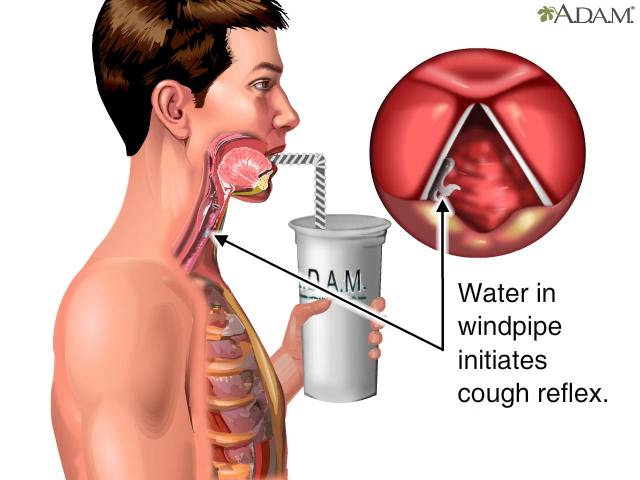 A.D.A.M.
.D.A.M.
Water in
windpipe
initiates
cough reflex.